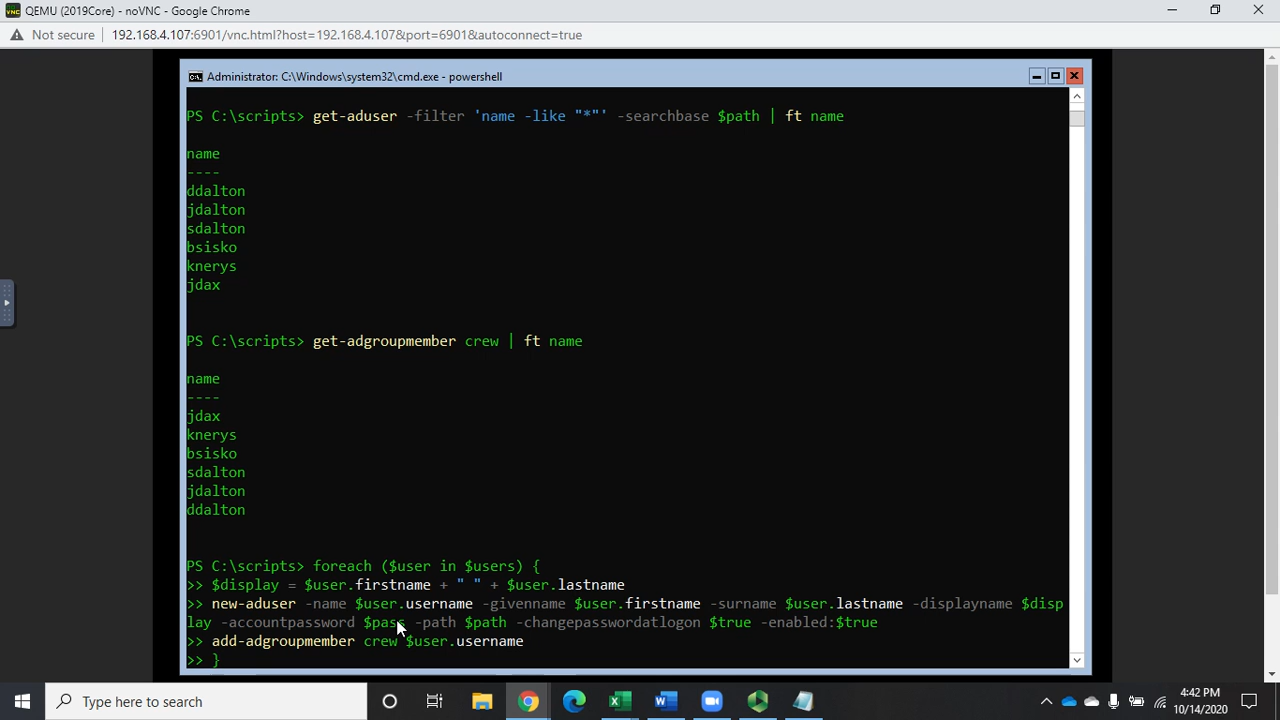 QEMU (2019Core) - noVNC - Google Chrome
Not secure 192.168.4.107:6901/vnc.html?host=192.168.4.107&port=6901&autoconnect=true
Administrator: C:\Windows\system32\cmd.exe - powershell
PS C:\scripts> get-aduser -filter 'name -like "*"' -searchbase $path | ft name
name
----
ddalton
jdalton
sdalton
bsisko
knerys
jdax
PS C:\scripts> get-adgroupmember crew | ft name
name
----
jdax
knerys
bsisko
sdalton
jdalton
ddalton
PS C:\scripts> foreach ($user in $users) {
>> $display = $user.firstname + " " + $user.lastname
>> new-aduser -name $user.username -givenname $user.firstname -surname $user.lastname -displayname $disp
lay -accountpassword $pass -path $path -changepasswordatlogon $true -enabled:$true
>> add-adgroupmember crew $user.username
>> }
Type here to search
4:42 PM
10/14/2020